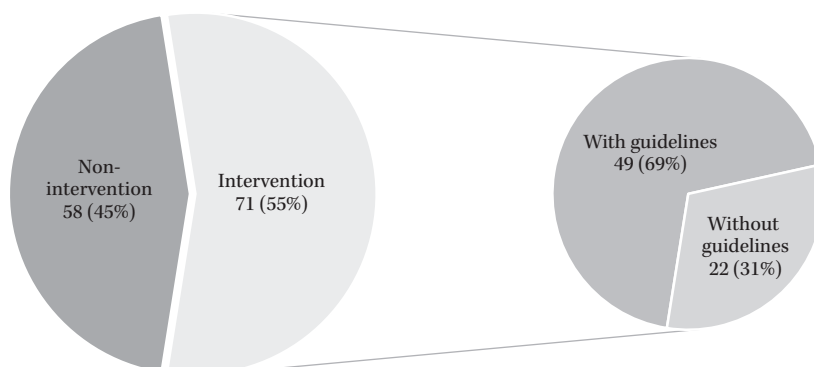 Non-
intervention
58 (45%)
Intervention
71 (55%)
With guidelines
49 (69%)
Without
guidelines
22 (31%)